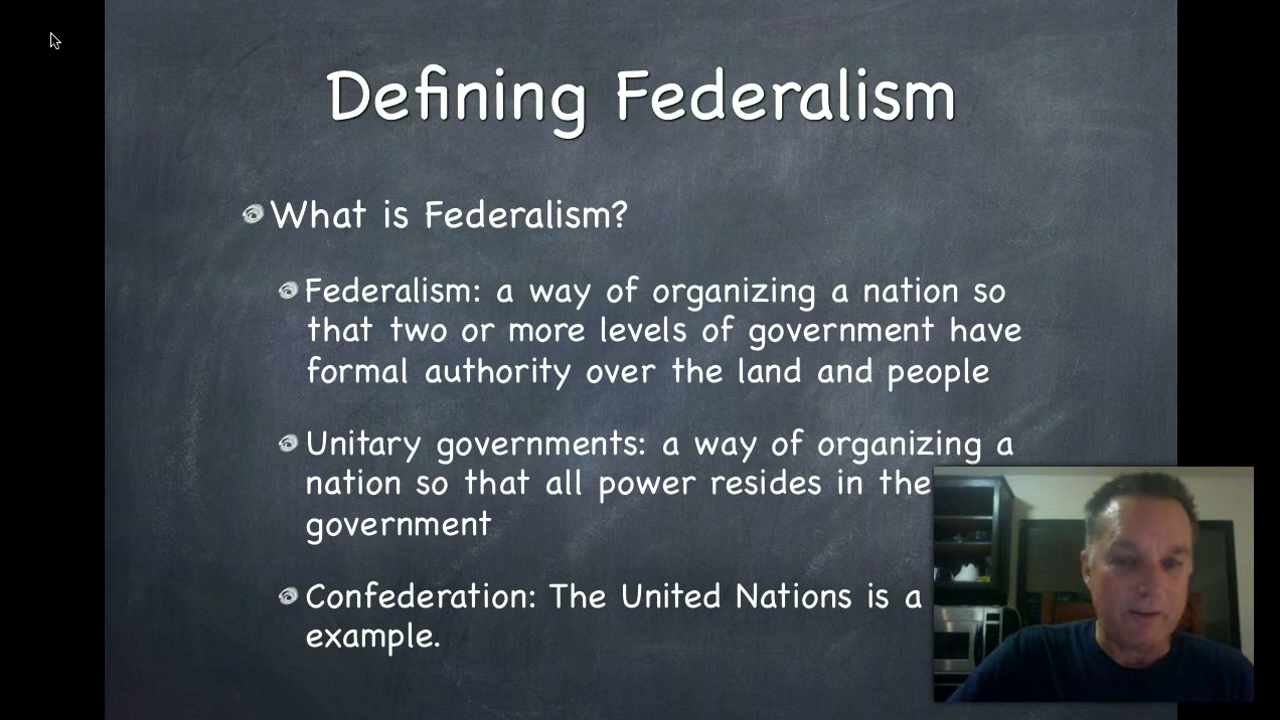 Defining Federalism
What is Federalism?
Federalism: a way of organizing a nation so
that two or more levels of government have
formal authority over the land and people
Unitary governments: a way of organizing a
nation so that all power resides in the
government
Confederation: The United Nations is a
example.